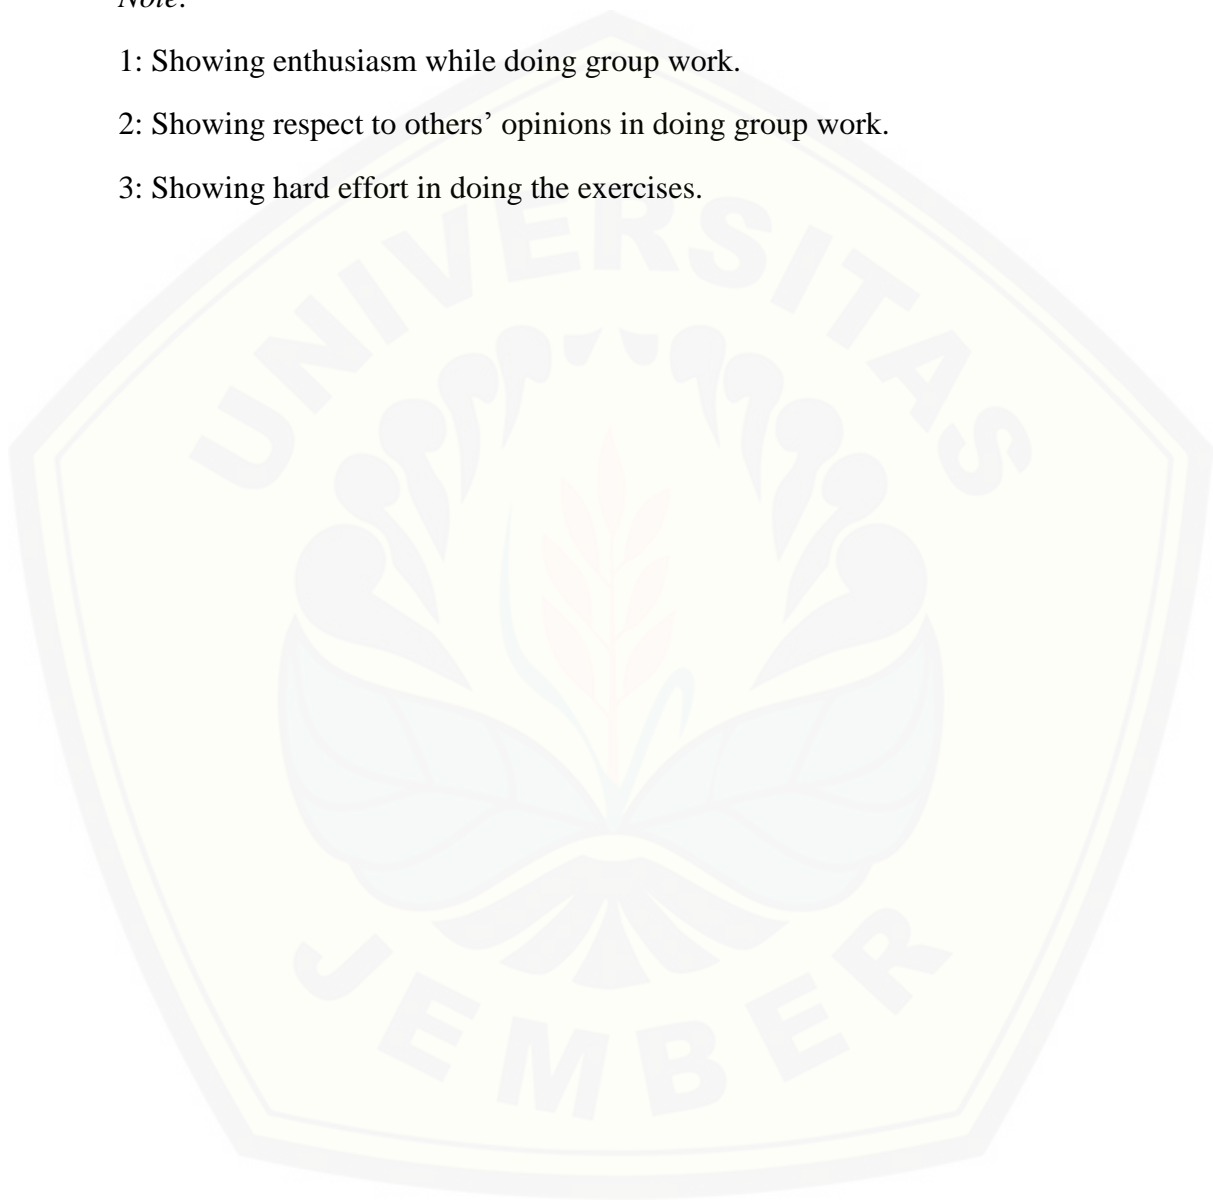 Note:
1: Showing enthusiasm while doing group work.
2: Showing respect to others’ opinions in doing group work.
3: Showing hard effort in doing the exercises.
UNIVERSITAS
JEMBER